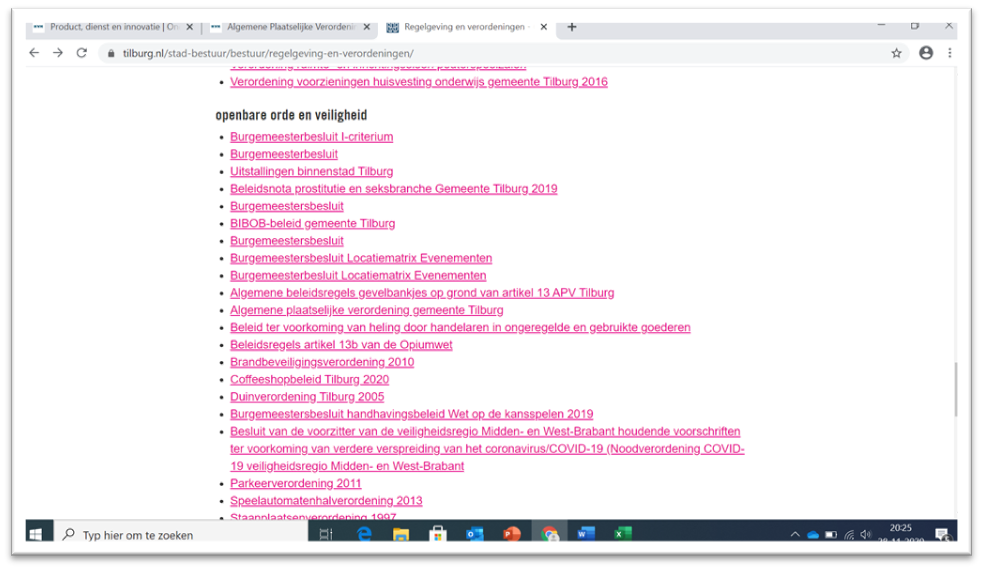 Product, dienst en innovatie | On
Algemene Plaatselijke Verordeni
Regelgeving en verordeningen -
tilburg.nl/stad-bestuur/bestuur/regelgeving-en-verordeningen/
Verordening voorzieningen huisvesting onderwijs gemeente Tilburg 2016
openbare orde en veiligheid
Burgemeesterbesluit I-criterium
Burgemeesterbesluit
Uitstallingen binnenstad Tilburg
Beleidsnota prostitutie en seksbranche Gemeente Tilburg 2019
Burgemeestersbesluit
BIBOB-beleid gemeente Tilburg
Burgemeestersbesluit
Burgemeestersbesluit Locatiematrix Evenementen
Burgemeesterbesluit Locatiematrix Evenementen
Algemene beleidsregels gevelbankjes op grond van artikel 13 APV Tilburg
Algemene plaatselijke verordening gemeente Tilburg
Beleid ter voorkoming van heling door handelaren in ongeregelde en gebruikte goederen
Beleidsregels artikel 13b van de Opiumwet
Brandbeveiligingsverordening 2010
Coffeeshopbeleid Tilburg 2020
Duinverordening Tilburg 2005
Burgemeestersbesluit handhavingsbeleid Wet op de kansspelen 2019
Besluit van de voorzitter van de veiligheidsregio Midden- en West-Brabant houdende voorschriften
ter voorkoming van verdere verspreiding van het coronavirus/COVID-19 (Noodverordening COVID-
19 veiligheidsregio Midden- en West-Brabant
Parkeerverordening 2011
Speelautomatenhalverordening 2013
Staanplaatsenverordening 1997
Typ hier om te zoeken
20:25
28-11-2020